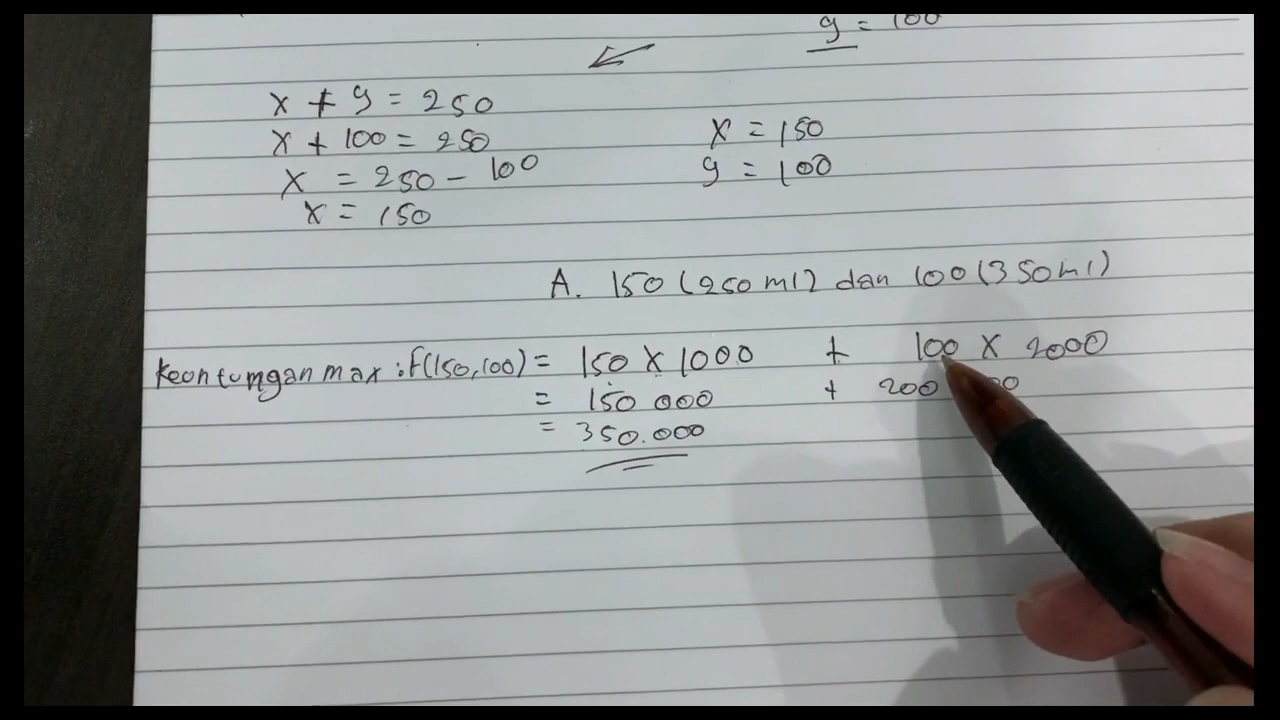 y = 100
x + y = 250
x + 100 = 250
x = 250 - 100
x = 150
x = 150
y = 100
A. 150 (250 ml) dan 100 (350 ml)
keontungan max : f(150,100) = 150 x 1000 + 100 x 2000
= 150 000 + 200
= 350.000